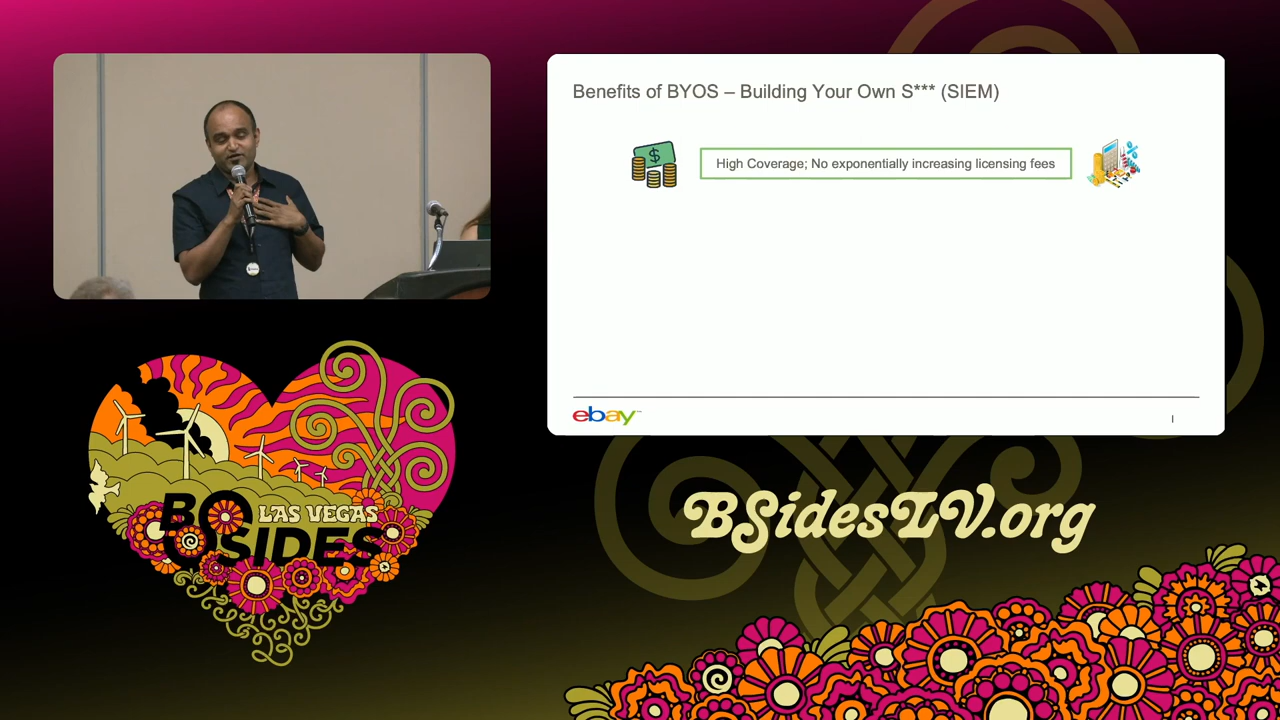 Benefits of BYOS – Building Your Own S*** (SIEM)
High Coverage; No exponentially increasing licensing fees
ebay
BSidesLV.org
LAS VEGAS
BSIDES